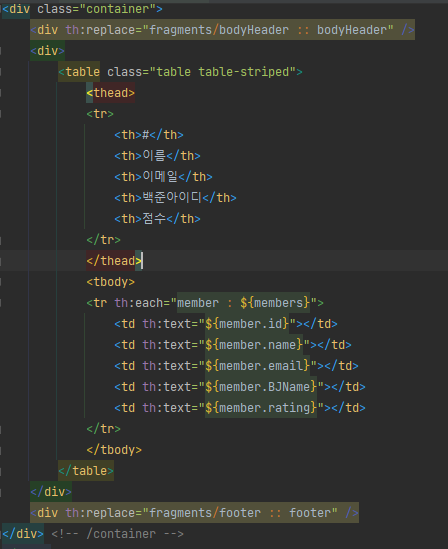 <div class="container">
<div th:replace="fragments/bodyHeader :: bodyHeader" />
<div>
<table class="table table-striped">
<thead>
<tr>
<th>#</th>
<th>이름</th>
<th>이메일</th>
<th>백준아이디</th>
<th>점수</th>
</tr>
</thead>
<tbody>
<tr th:each="member : ${members}">
<td th:text="${member.id}"></td>
<td th:text="${member.name}"></td>
<td th:text="${member.email}"></td>
<td th:text="${member.BJName}"></td>
<td th:text="${member.rating}"></td>
</tr>
</tbody>
</table>
</div>
<div th:replace="fragments/footer :: footer" />
</div> <!-- /container -->